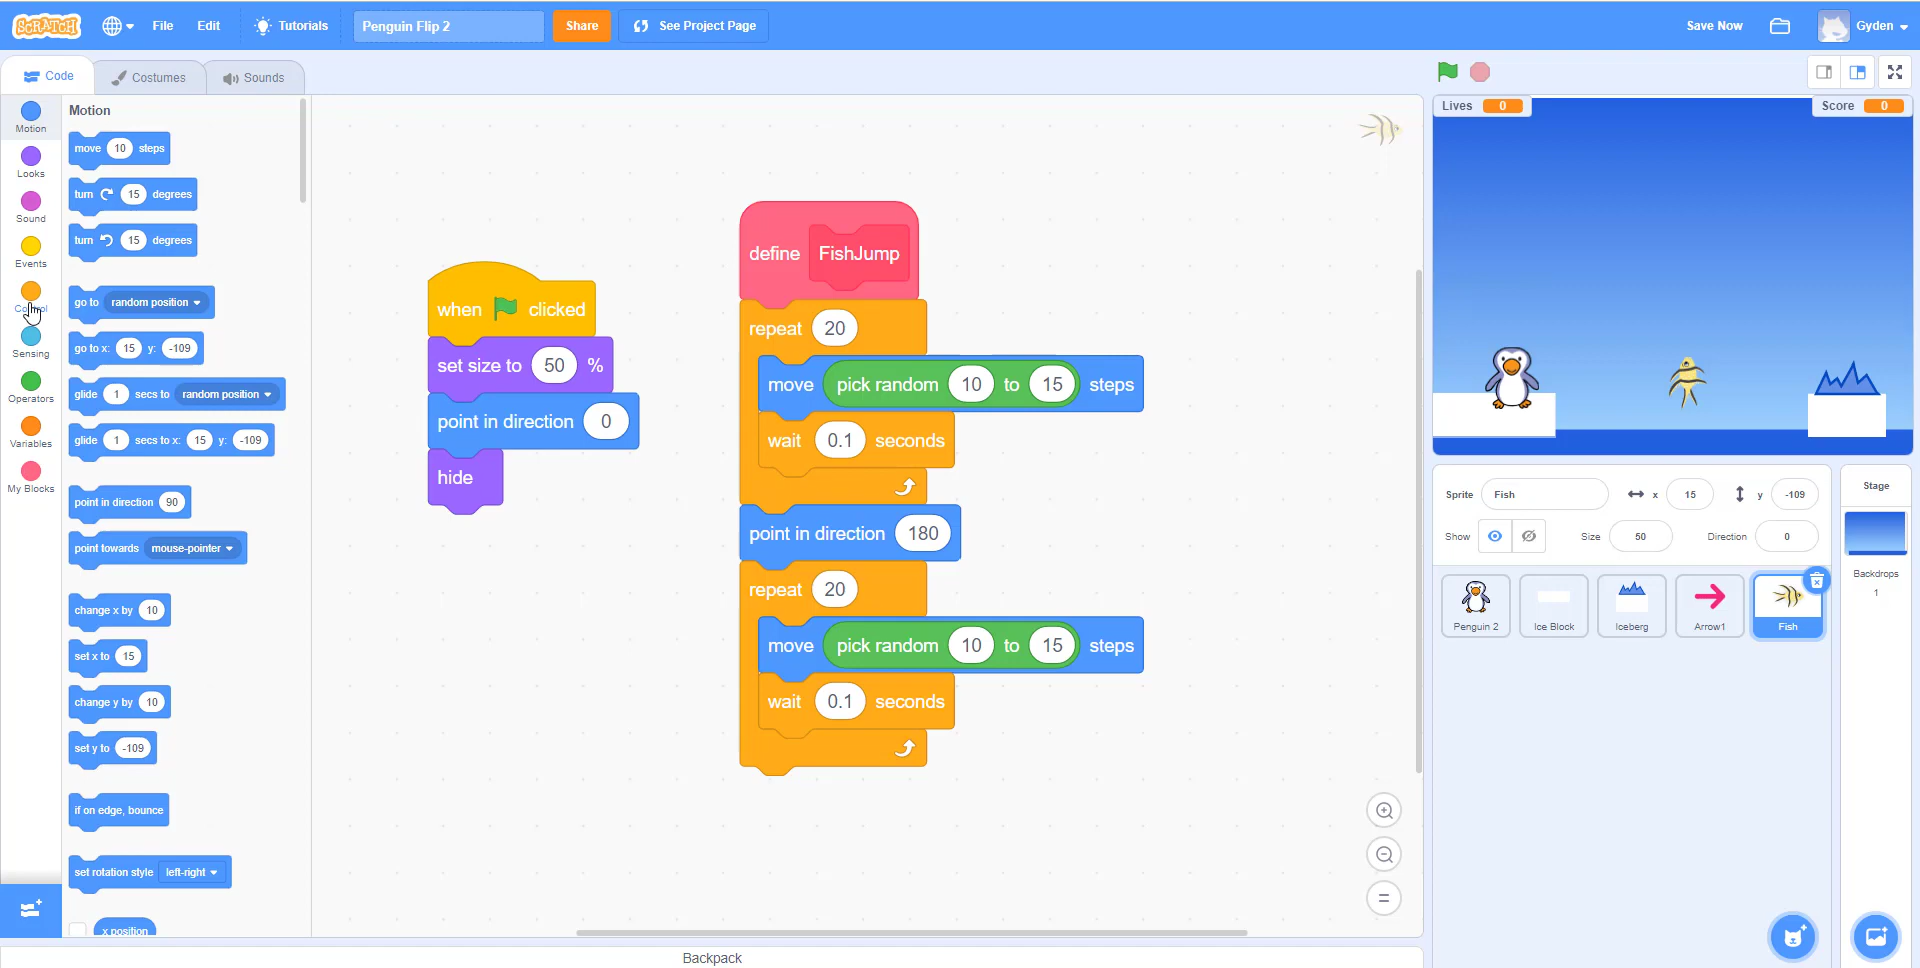 SCRATCH File Edit Tutorials Penguin Flip 2 Share See Project Page Save Now Gyden
Code Costumes Sounds
Motion
Looks
Sound
Events
Control
Sensing
Operators
Variables
My Blocks
Motion
move 10 steps
turn 15 degrees
turn 15 degrees
go to random position
go to x: 15 y: -109
glide 1 secs to random position
glide 1 secs to x: 15 y: -109
point in direction 90
point towards mouse-pointer
change x by 10
set x to 15
change y by 10
set y to -109
if on edge, bounce
set rotation style left-right
x position
when clicked
set size to 50 %
point in direction 0
hide
define FishJump
repeat 20
move pick random 10 to 15 steps
wait 0.1 seconds
point in direction 180
repeat 20
move pick random 10 to 15 steps
wait 0.1 seconds
Backpack
Lives 0 Score 0
Sprite Fish x 15 y -109
Show Size 50 Direction 0
Penguin 2 Ice Block Iceberg Arrow1 Fish
Stage
Backdrops
1